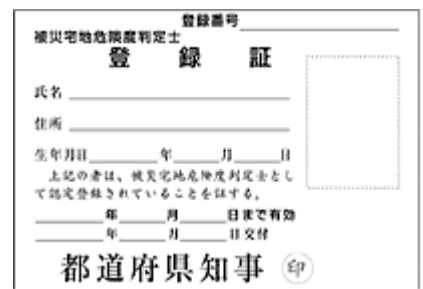 登録番号
被災宅地危険度判定士
登 録 証
氏名
住所
生年月日 年 月 日
上記の者は、被災宅地危険度判定士とし
て認定登録されていることを証する。
年 月 日まで有効
年 月 日交付
都道府県知事 印